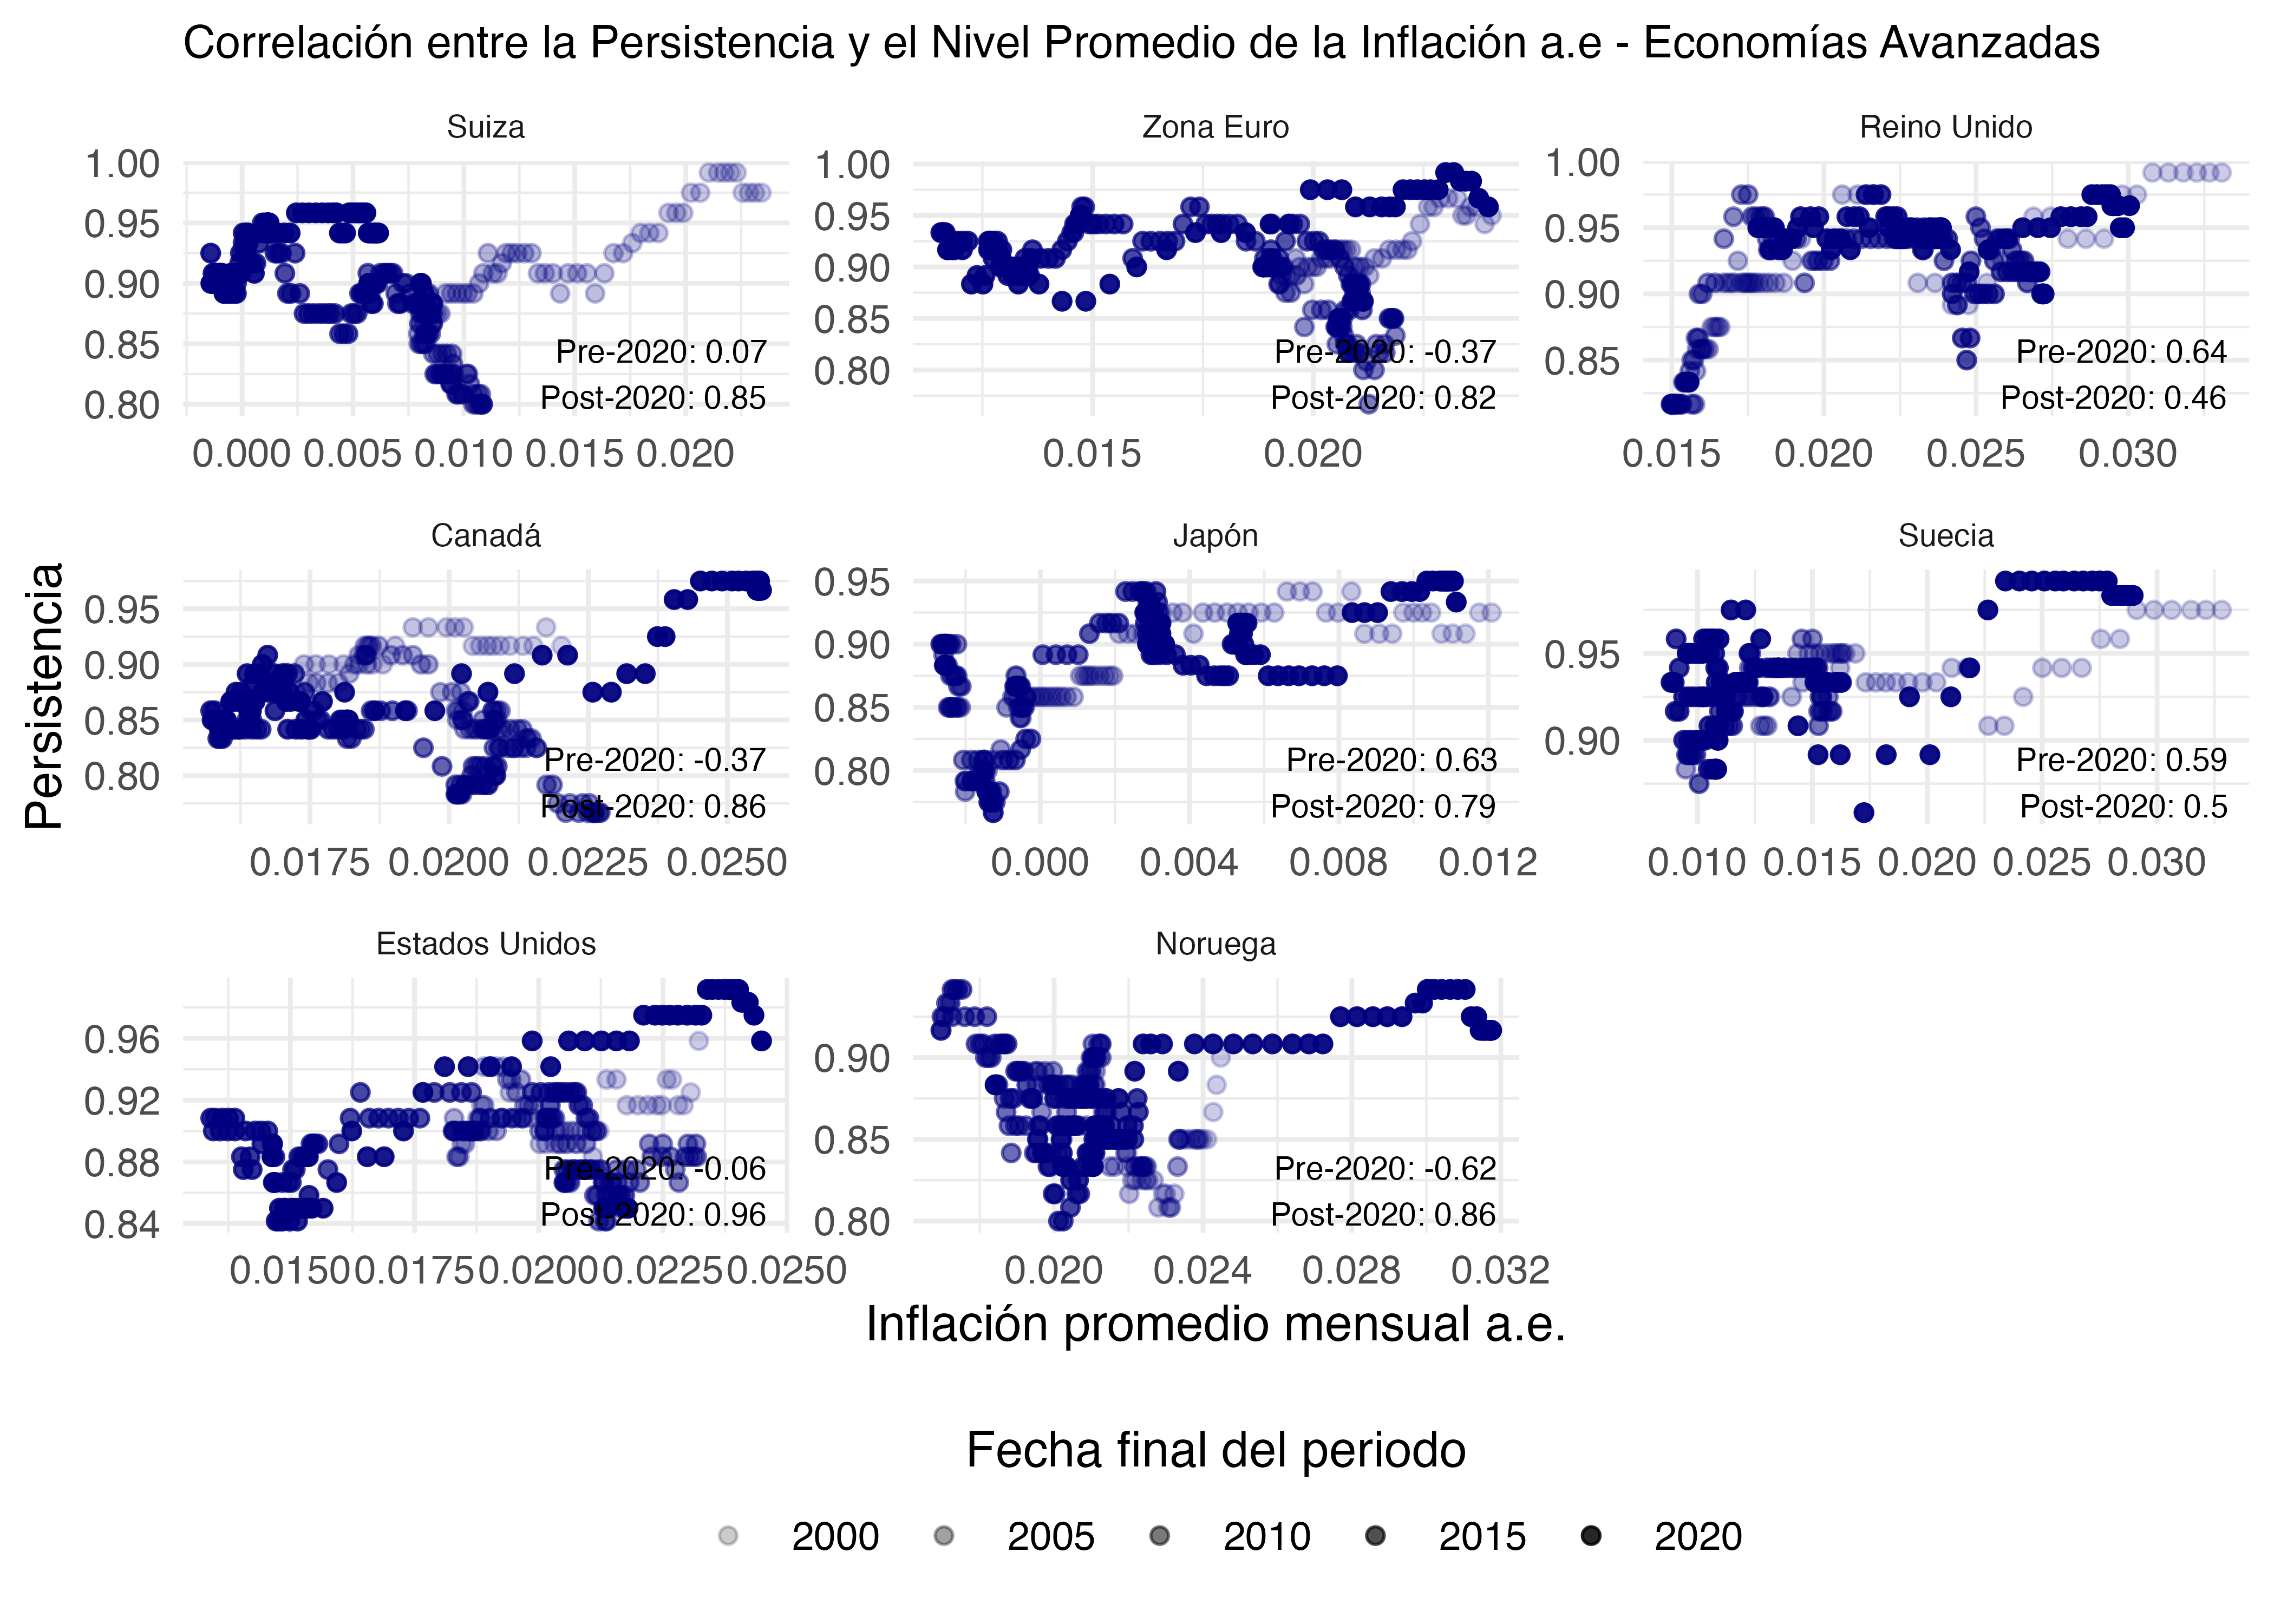 Correlación entre la Persistencia y el Nivel Promedio de la Inflación a.e - Economías Avanzadas
Suiza
Zona Euro
Reino Unido
1.00
0.95
0.90
0.85
0.80
Pre-2020: 0.07
Post-2020: 0.85
0.000 0.005 0.010 0.015 0.020
1.00
0.95
0.90
0.85
0.80
Pre-2020: -0.37
Post-2020: 0.82
0.015 0.020
1.00
0.95
0.90
0.85
Pre-2020: 0.64
Post-2020: 0.46
0.015 0.020 0.025 0.030
Persistencia
Canadá
Japón
Suecia
0.95
0.90
0.85
0.80
Pre-2020: -0.37
Post-2020: 0.86
0.0175 0.0200 0.0225 0.0250
0.95
0.90
0.85
0.80
Pre-2020: 0.63
Post-2020: 0.79
0.000 0.004 0.008 0.012
0.95
0.90
Pre-2020: 0.59
Post-2020: 0.5
0.010 0.015 0.020 0.025 0.030
Estados Unidos
Noruega
0.96
0.92
0.88
0.84
Pre-2020: -0.06
Post-2020: 0.96
0.0150 0.0175 0.0200 0.0225 0.0250
0.90
0.85
0.80
Pre-2020: -0.62
Post-2020: 0.86
0.020 0.024 0.028 0.032
Inflación promedio mensual a.e.
Fecha final del periodo
2000 2005 2010 2015 2020